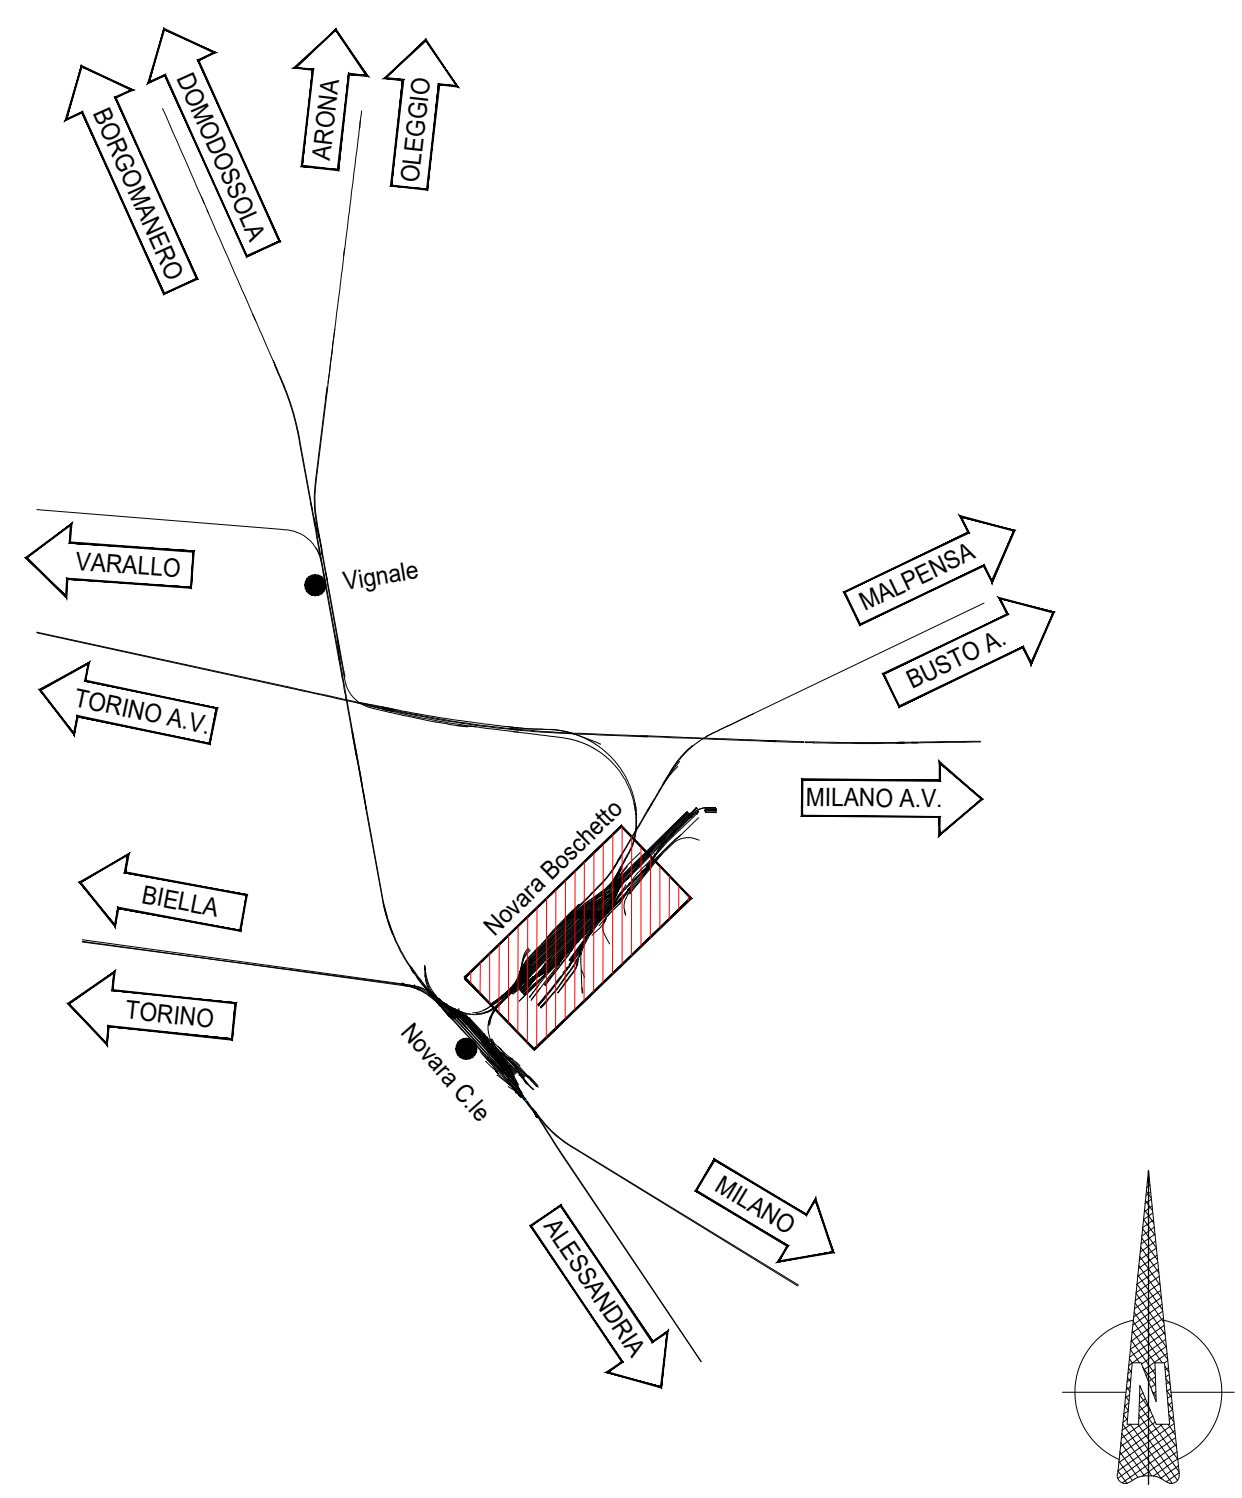 DOMODOSSOLA
BORGOMANERO
ARONA
OLEGGIO
VARALLO
Vignale
MALPENSA
BUSTO A.
TORINO A.V.
MILANO A.V.
Novara Boschetto
BIELLA
TORINO
Novara C.le
MILANO
ALESSANDRIA
N